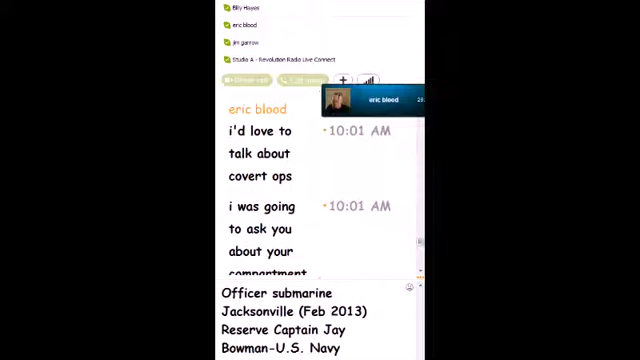 Billy Hayes
eric blood
jim garrow
Studio A - Revolution Radio Live Connect
eric blood
eric blood
i'd love to
10:01 AM
talk about
covert ops
i was going
10:01 AM
to ask you
about your
compartment
Officer submarine
Jacksonville (Feb 2013)
Reserve Captain Jay
Bowman-U.S. Navy